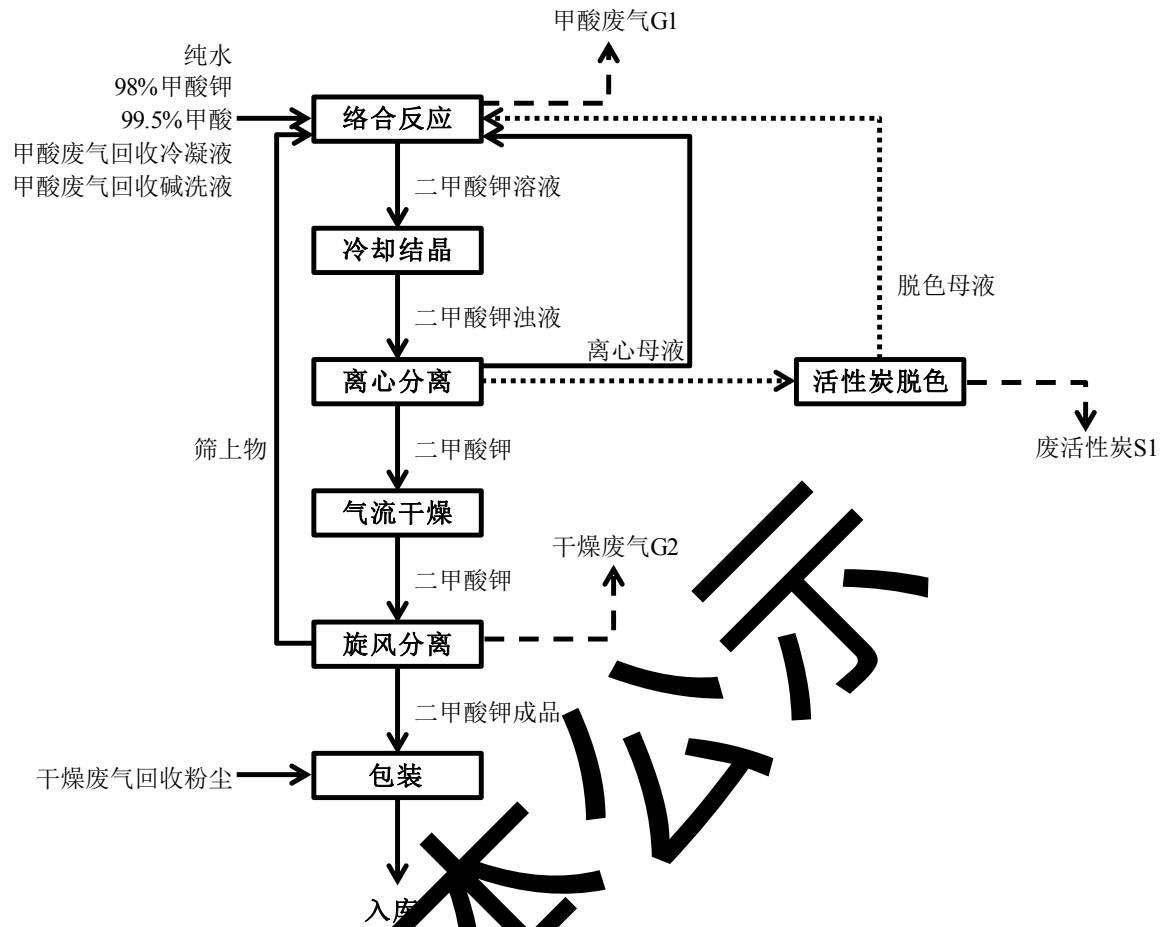 甲酸废气G1
纯水
98%甲酸钾
99.5%甲酸
甲酸废气回收冷凝液
甲酸废气回收碱洗液
络合反应
二甲酸钾溶液
冷却结晶
脱色母液
二甲酸钾浊液
离心母液
离心分离
活性炭脱色
筛上物
二甲酸钾
废活性炭S1
气流干燥
干燥废气G2
二甲酸钾
旋风分离
二甲酸钾成品
干燥废气回收粉尘
包装
入库
公示